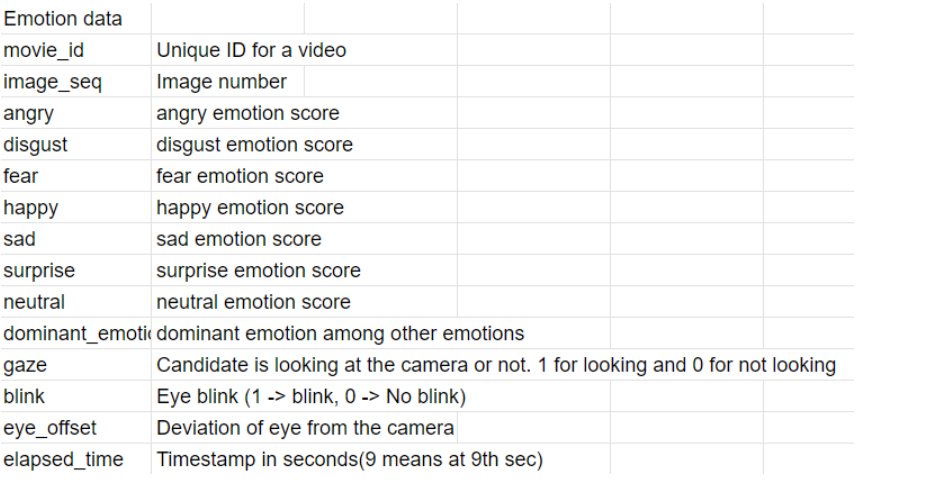 Emotion data
movie_id Unique ID for a video
image_seq Image number
angry angry emotion score
disgust disgust emotion score
fear fear emotion score
happy happy emotion score
sad sad emotion score
surprise surprise emotion score
neutral neutral emotion score
dominant_emotic dominant emotion among other emotions
gaze Candidate is looking at the camera or not. 1 for looking and 0 for not looking
blink Eye blink (1 -> blink, 0 -> No blink)
eye_offset Deviation of eye from the camera
elapsed_time Timestamp in seconds(9 means at 9th sec)